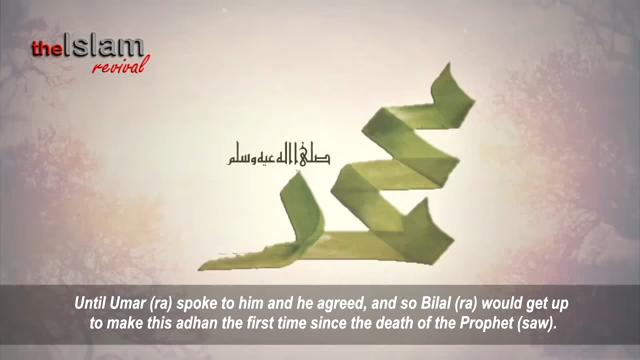 theIslam
revival
محمد
صلى الله عليه وسلم
Until Umar (ra) spoke to him and he agreed, and so Bilal (ra) would get up
to make this adhan the first time since the death of the Prophet (saw).